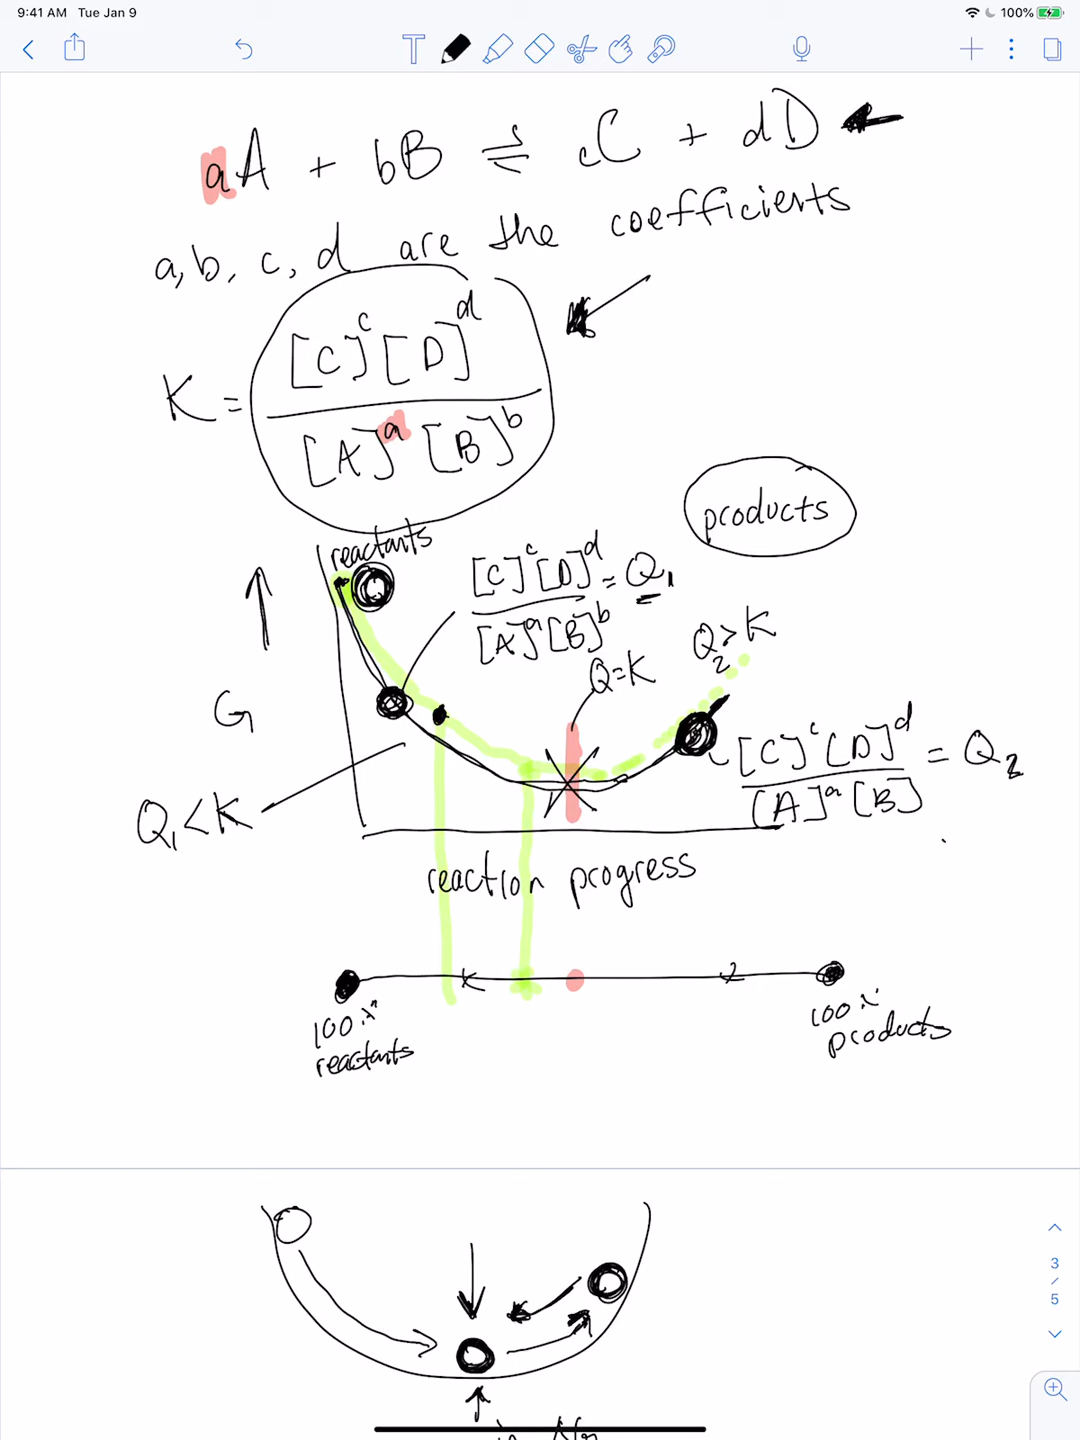 9:41 AM Tue Jan 9
100%
T
aA + bB ⇌ cC + dD
a, b, c, d are the coefficients
K = [C]^c [D]^d / [A]^a [B]^b
products
reactants
[C]^c [D]^d / [A]^a [B]^b = Q₁
Q₂ > K
Q = K
G
[C]^c [D]^d / [A]^a [B] = Q₂
Q₁ < K
reaction progress
100%
reactants
100%
products
3
/
5